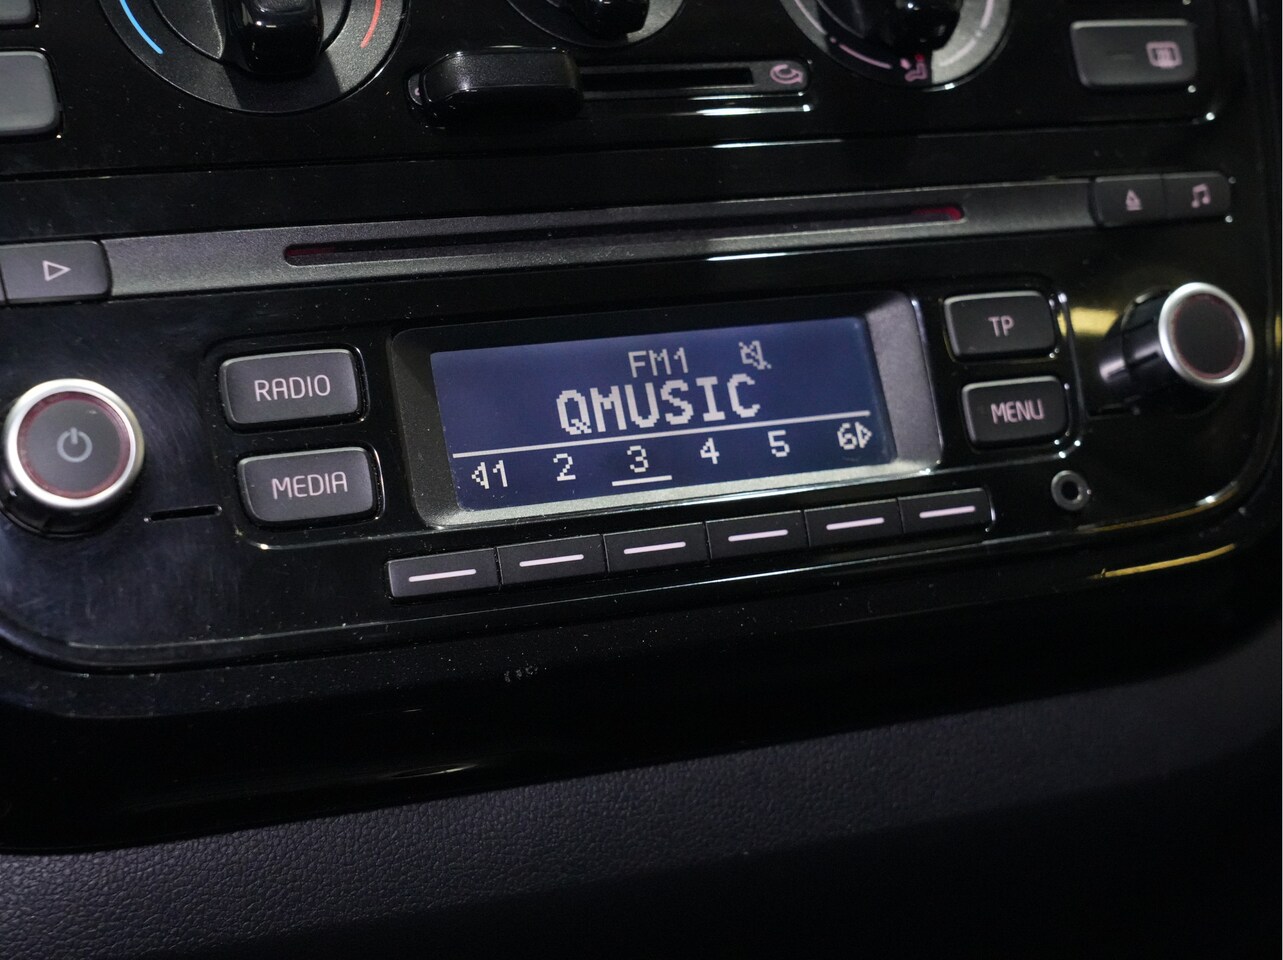 FM1
QMUSIC
1 2 3 4 5 6
RADIO
MEDIA
TP
MENU